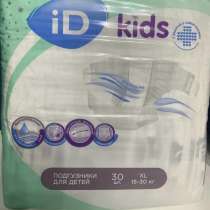 iD kids
ПОДГУЗНИКИ
ДЛЯ ДЕТЕЙ
30
шт.
XL
15-30 кг